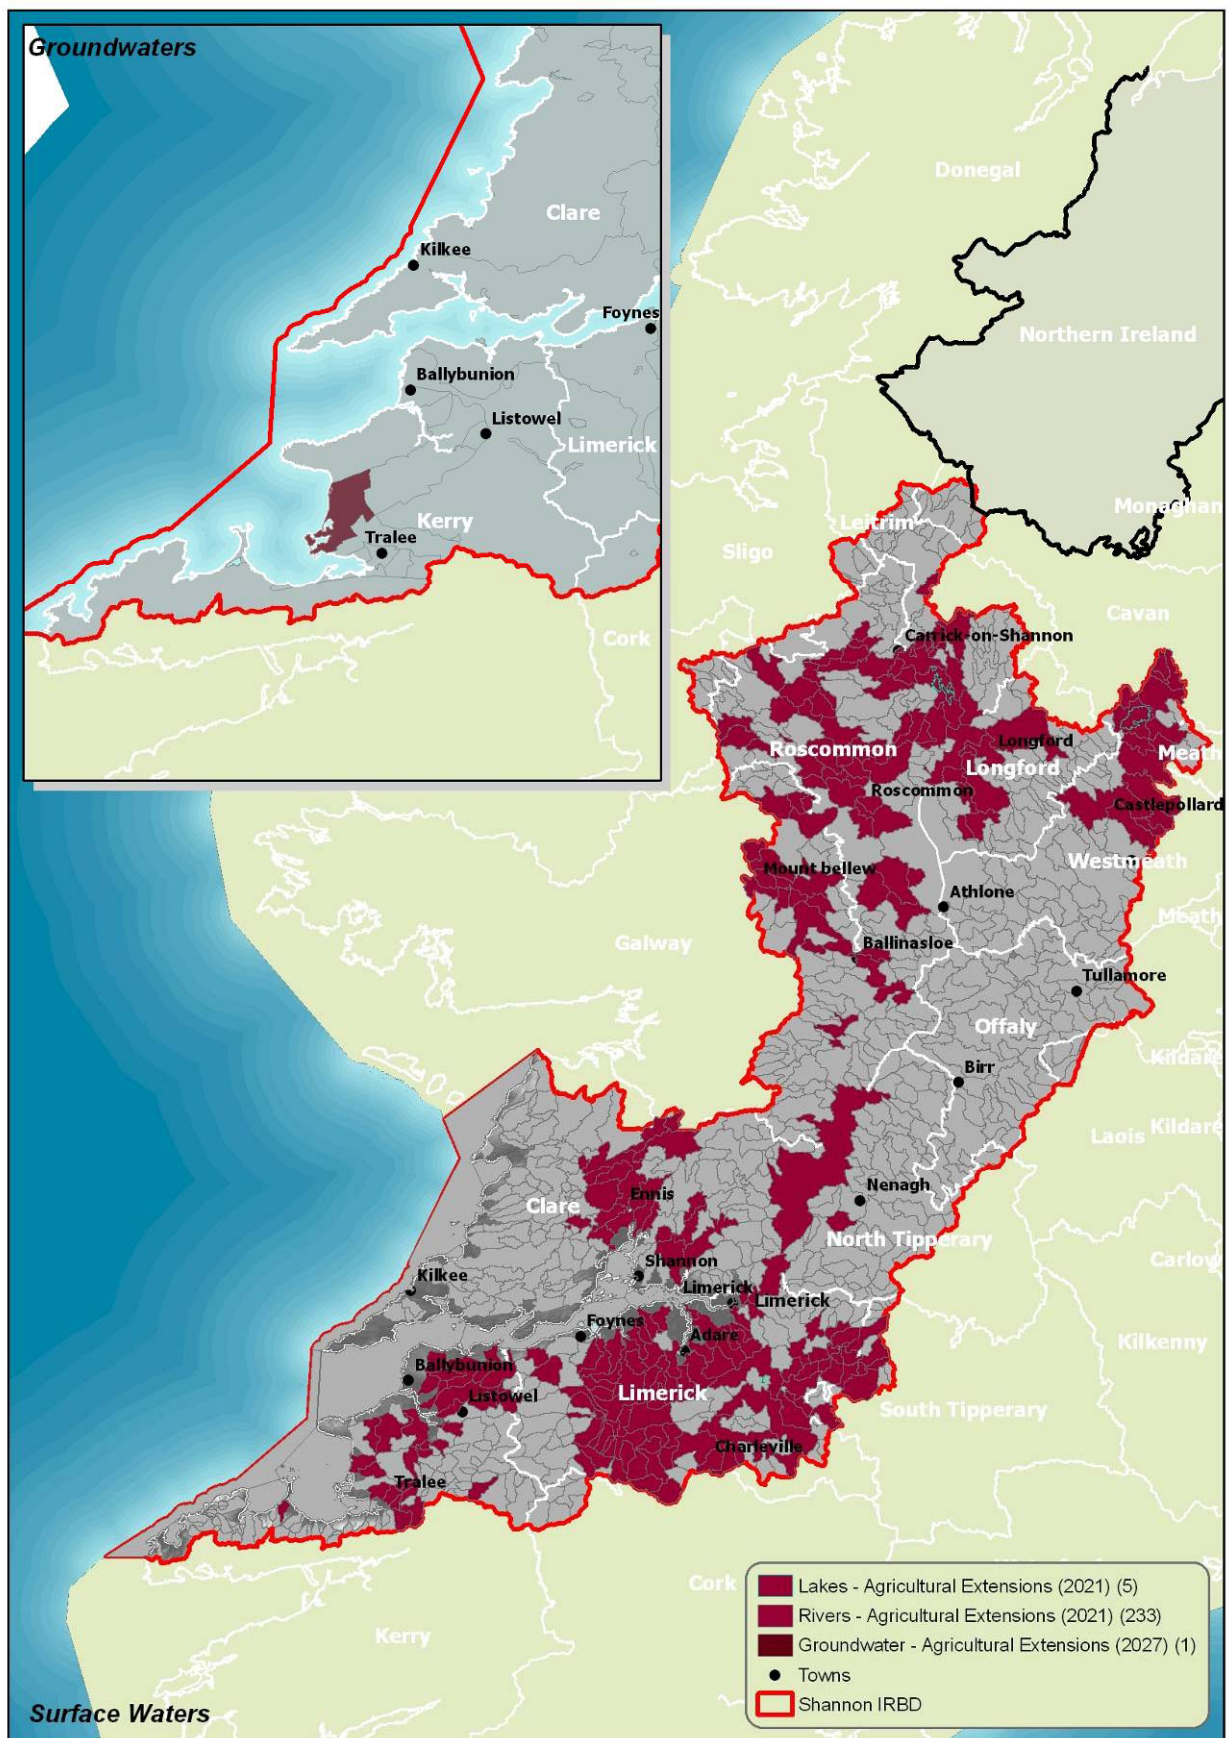 Groundwaters
Clare
Kilkee
Foynes
Ballybunion
Listowel
Limerick
Kerry
Tralee
Cork
Donegal
Northern Ireland
Monaghan
Leitrim
Sligo
Cavan
Carrick-on-Shannon
Roscommon
Longford
Longford
Meath
Roscommon
Castlepollard
Westmeath
Mount bellew
Athlone
Meath
Galway
Ballinasloe
Tullamore
Offaly
Birr
Kildare
Laois
Kildare
Ennis
Clare
Nenagh
North Tipperary
Carlow
Shannon
Kilkee
Limerick
Limerick
Foynes
Adare
Kilkenny
Ballybunion
Listowel
Limerick
South Tipperary
Charleville
Tralee
Cork
Kerry
Lakes - Agricultural Extensions (2021) (5)
Rivers - Agricultural Extensions (2021) (233)
Groundwater - Agricultural Extensions (2027) (1)
Towns
Shannon IRBD
Surface Waters